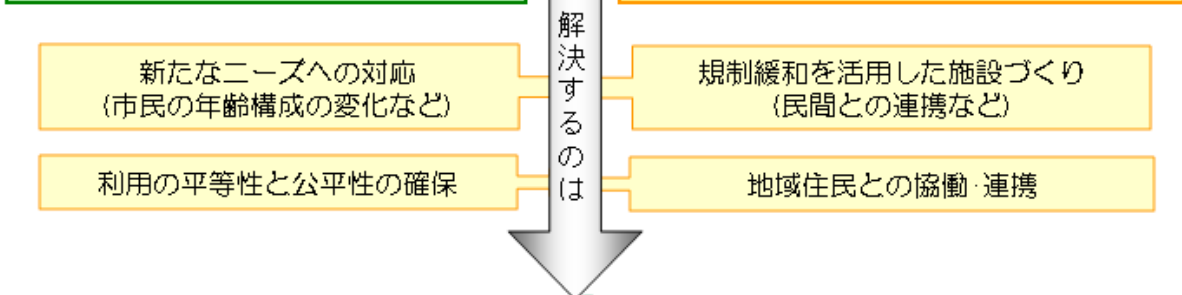 解決するのは
新たなニーズへの対応
(市民の年齢構成の変化など)
規制緩和を活用した施設づくり
(民間との連携など)
利用の平等性と公平性の確保
地域住民との協働・連携